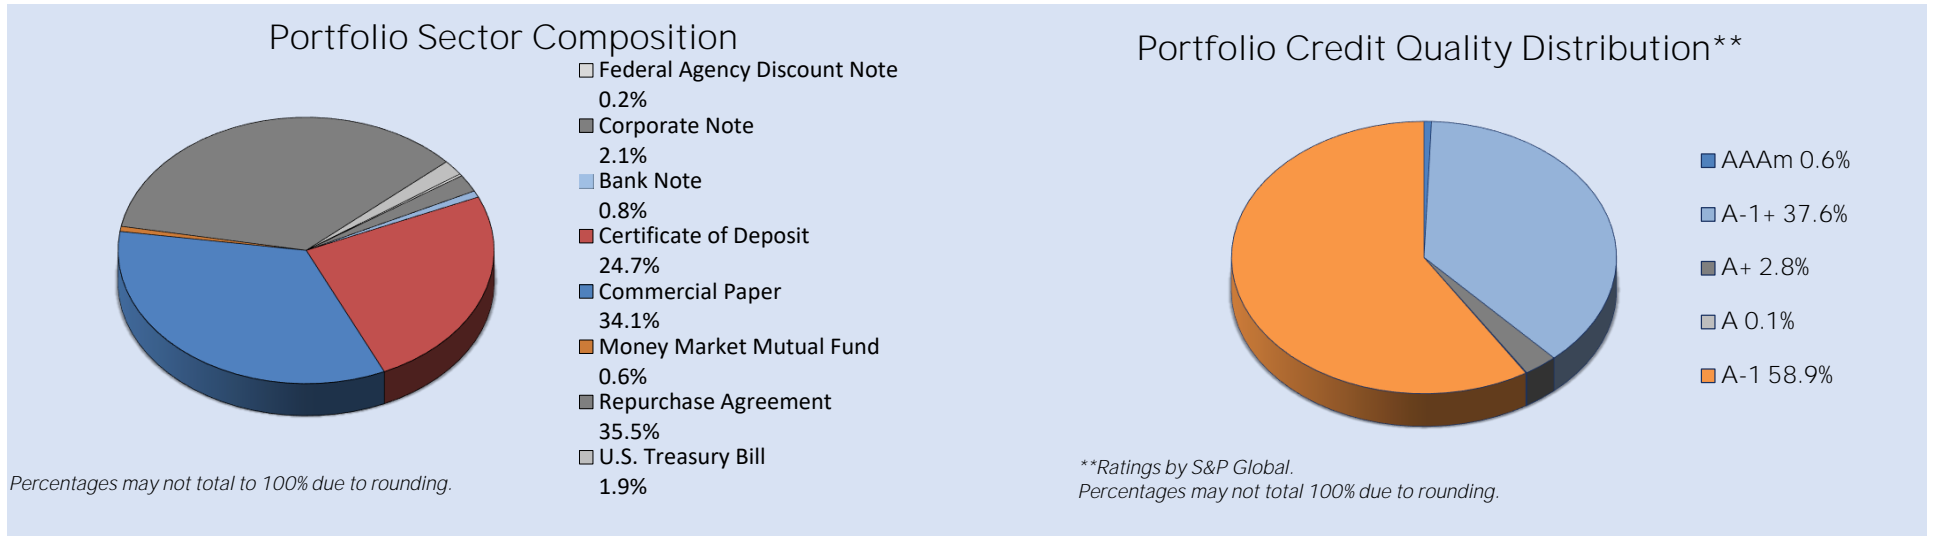 Portfolio Sector Composition
Federal Agency Discount Note
0.2%
Corporate Note
2.1%
Bank Note
0.8%
Certificate of Deposit
24.7%
Commercial Paper
34.1%
Money Market Mutual Fund
0.6%
Repurchase Agreement
35.5%
U.S. Treasury Bill
1.9%
Percentages may not total to 100% due to rounding.
Portfolio Credit Quality Distribution**
AAAm 0.6%
A-1+ 37.6%
A+ 2.8%
A 0.1%
A-1 58.9%
**Ratings by S&P Global.
Percentages may not total 100% due to rounding.